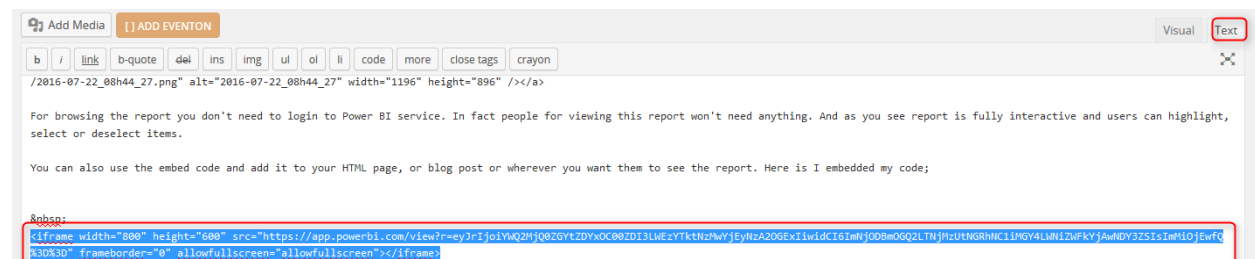 Add Media [ ] ADD EVENTON
Visual Text
b i link b-quote del ins img ul ol li code more close tags crayon
/2016-07-22_08h44_27.png" alt="2016-07-22_08h44_27" width="1196" height="896" /></a>
For browsing the report you don't need to login to Power BI service. In fact people for viewing this report won't need anything. And as you see report is fully interactive and users can highlight,
select or deselect items.
You can also use the embed code and add it to your HTML page, or blog post or wherever you want them to see the report. Here is I embedded my code;
&nbsp;
<iframe width="800" height="600" src="https://app.powerbi.com/view?r=
%3D%3D" frameborder="0" allowfullscreen="allowfullscreen"></iframe>